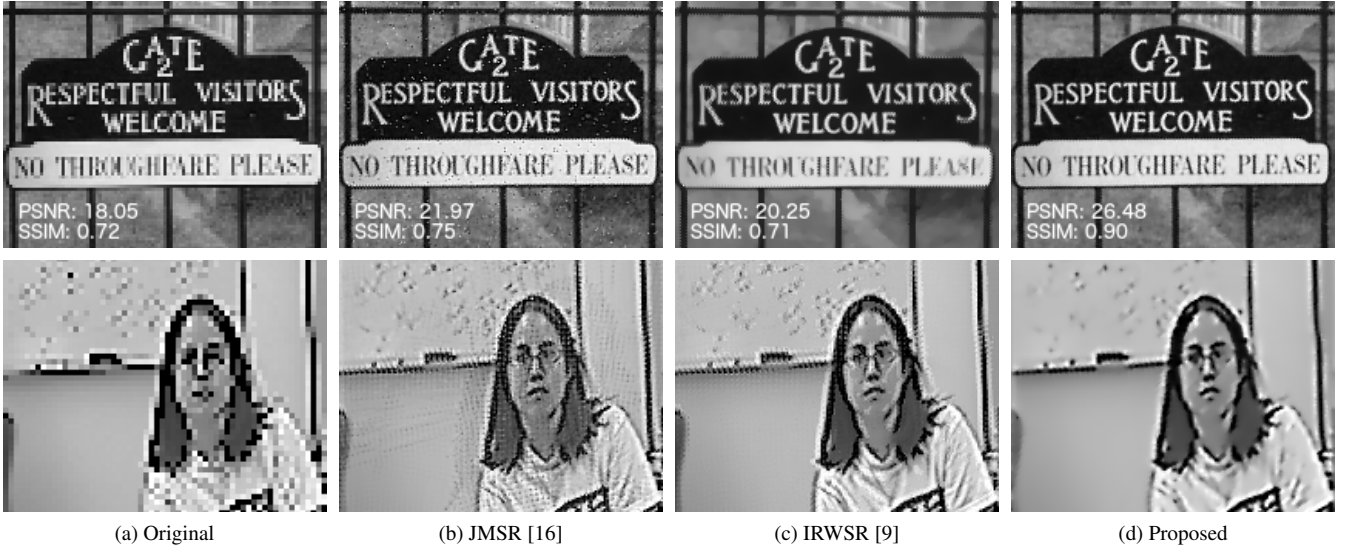 GATE
2
RESPECTFUL VISITORS
WELCOME
NO THROUGHFARE PLEASE
PSNR: 18.05
SSIM: 0.72
GATE
2
RESPECTFUL VISITORS
WELCOME
NO THROUGHFARE PLEASE
PSNR: 21.97
SSIM: 0.75
GATE
2
RESPECTFUL VISITORS
WELCOME
NO THROUGHFARE PLEASE
PSNR: 20.25
SSIM: 0.71
GATE
2
RESPECTFUL VISITORS
WELCOME
NO THROUGHFARE PLEASE
PSNR: 26.48
SSIM: 0.90
(a) Original
(b) JMSR [16]
(c) IRWSR [9]
(d) Proposed